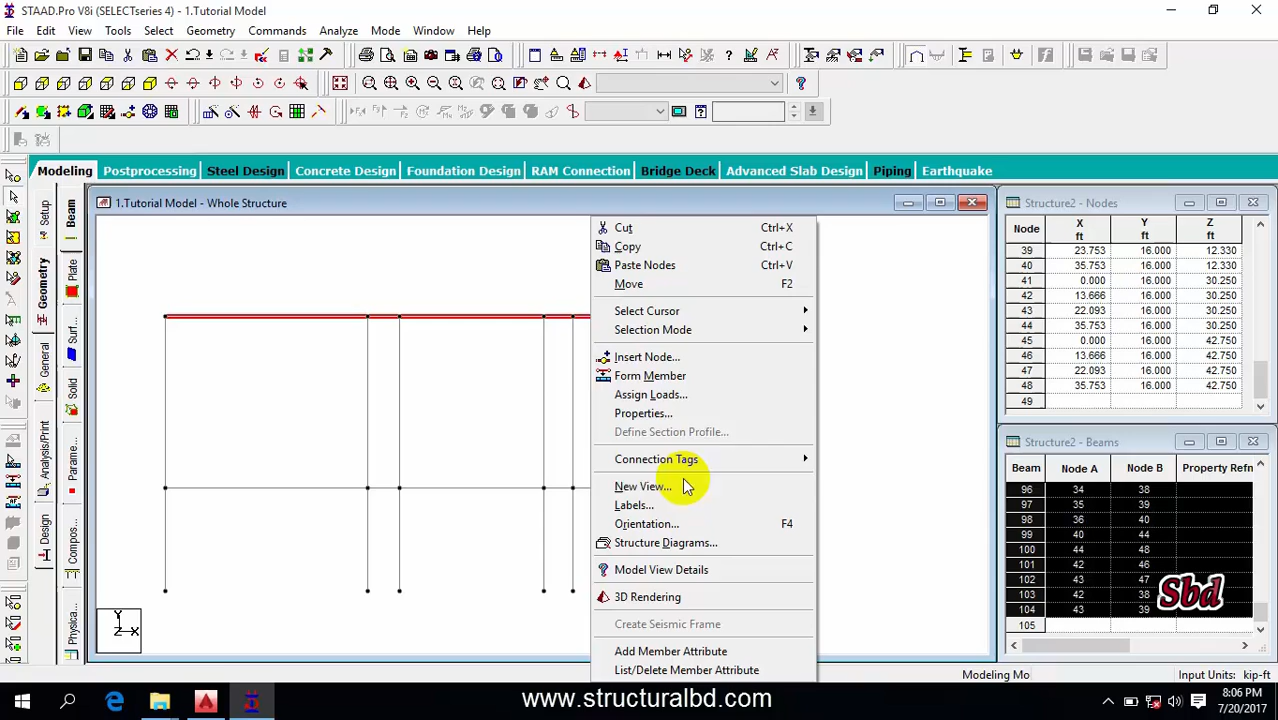 STAAD.Pro V8i (SELECTseries 4) - 1.Tutorial Model
File Edit View Tools Select Geometry Commands Analyze Mode Window Help
Modeling Postprocessing Steel Design Concrete Design Foundation Design RAM Connection Bridge Deck Advanced Slab Design Piping Earthquake
Setup
Geometry
General
Analysis/Print
Design
Beam
Plate
Surf...
Solid
Parame...
Compos...
Physica...
1.Tutorial Model - Whole Structure
Y
Z X
Cut Ctrl+X
Copy Ctrl+C
Paste Nodes Ctrl+V
Move F2
Select Cursor
Selection Mode
Insert Node...
Form Member
Assign Loads...
Properties...
Define Section Profile...
Connection Tags
New View...
Labels...
Orientation... F4
Structure Diagrams...
Model View Details
3D Rendering
Create Seismic Frame
Add Member Attribute
List/Delete Member Attribute
Structure2 - Nodes
Node X ft Y ft Z ft
39 23.753 16.000 12.330
40 35.753 16.000 12.330
41 0.000 16.000 30.250
42 13.666 16.000 30.250
43 22.093 16.000 30.250
44 35.753 16.000 30.250
45 0.000 16.000 42.750
46 13.666 16.000 42.750
47 22.093 16.000 42.750
48 35.753 16.000 42.750
49
Structure2 - Beams
Beam Node A Node B Property Refn
96 34 38
97 35 39
98 36 40
99 40 44
100 44 48
101 42 46
102 43 47
103 42 38
104 43 39
105
Sbd
Modeling Mo Input Units: kip-ft
www.structuralbd.com
8:06 PM
7/20/2017